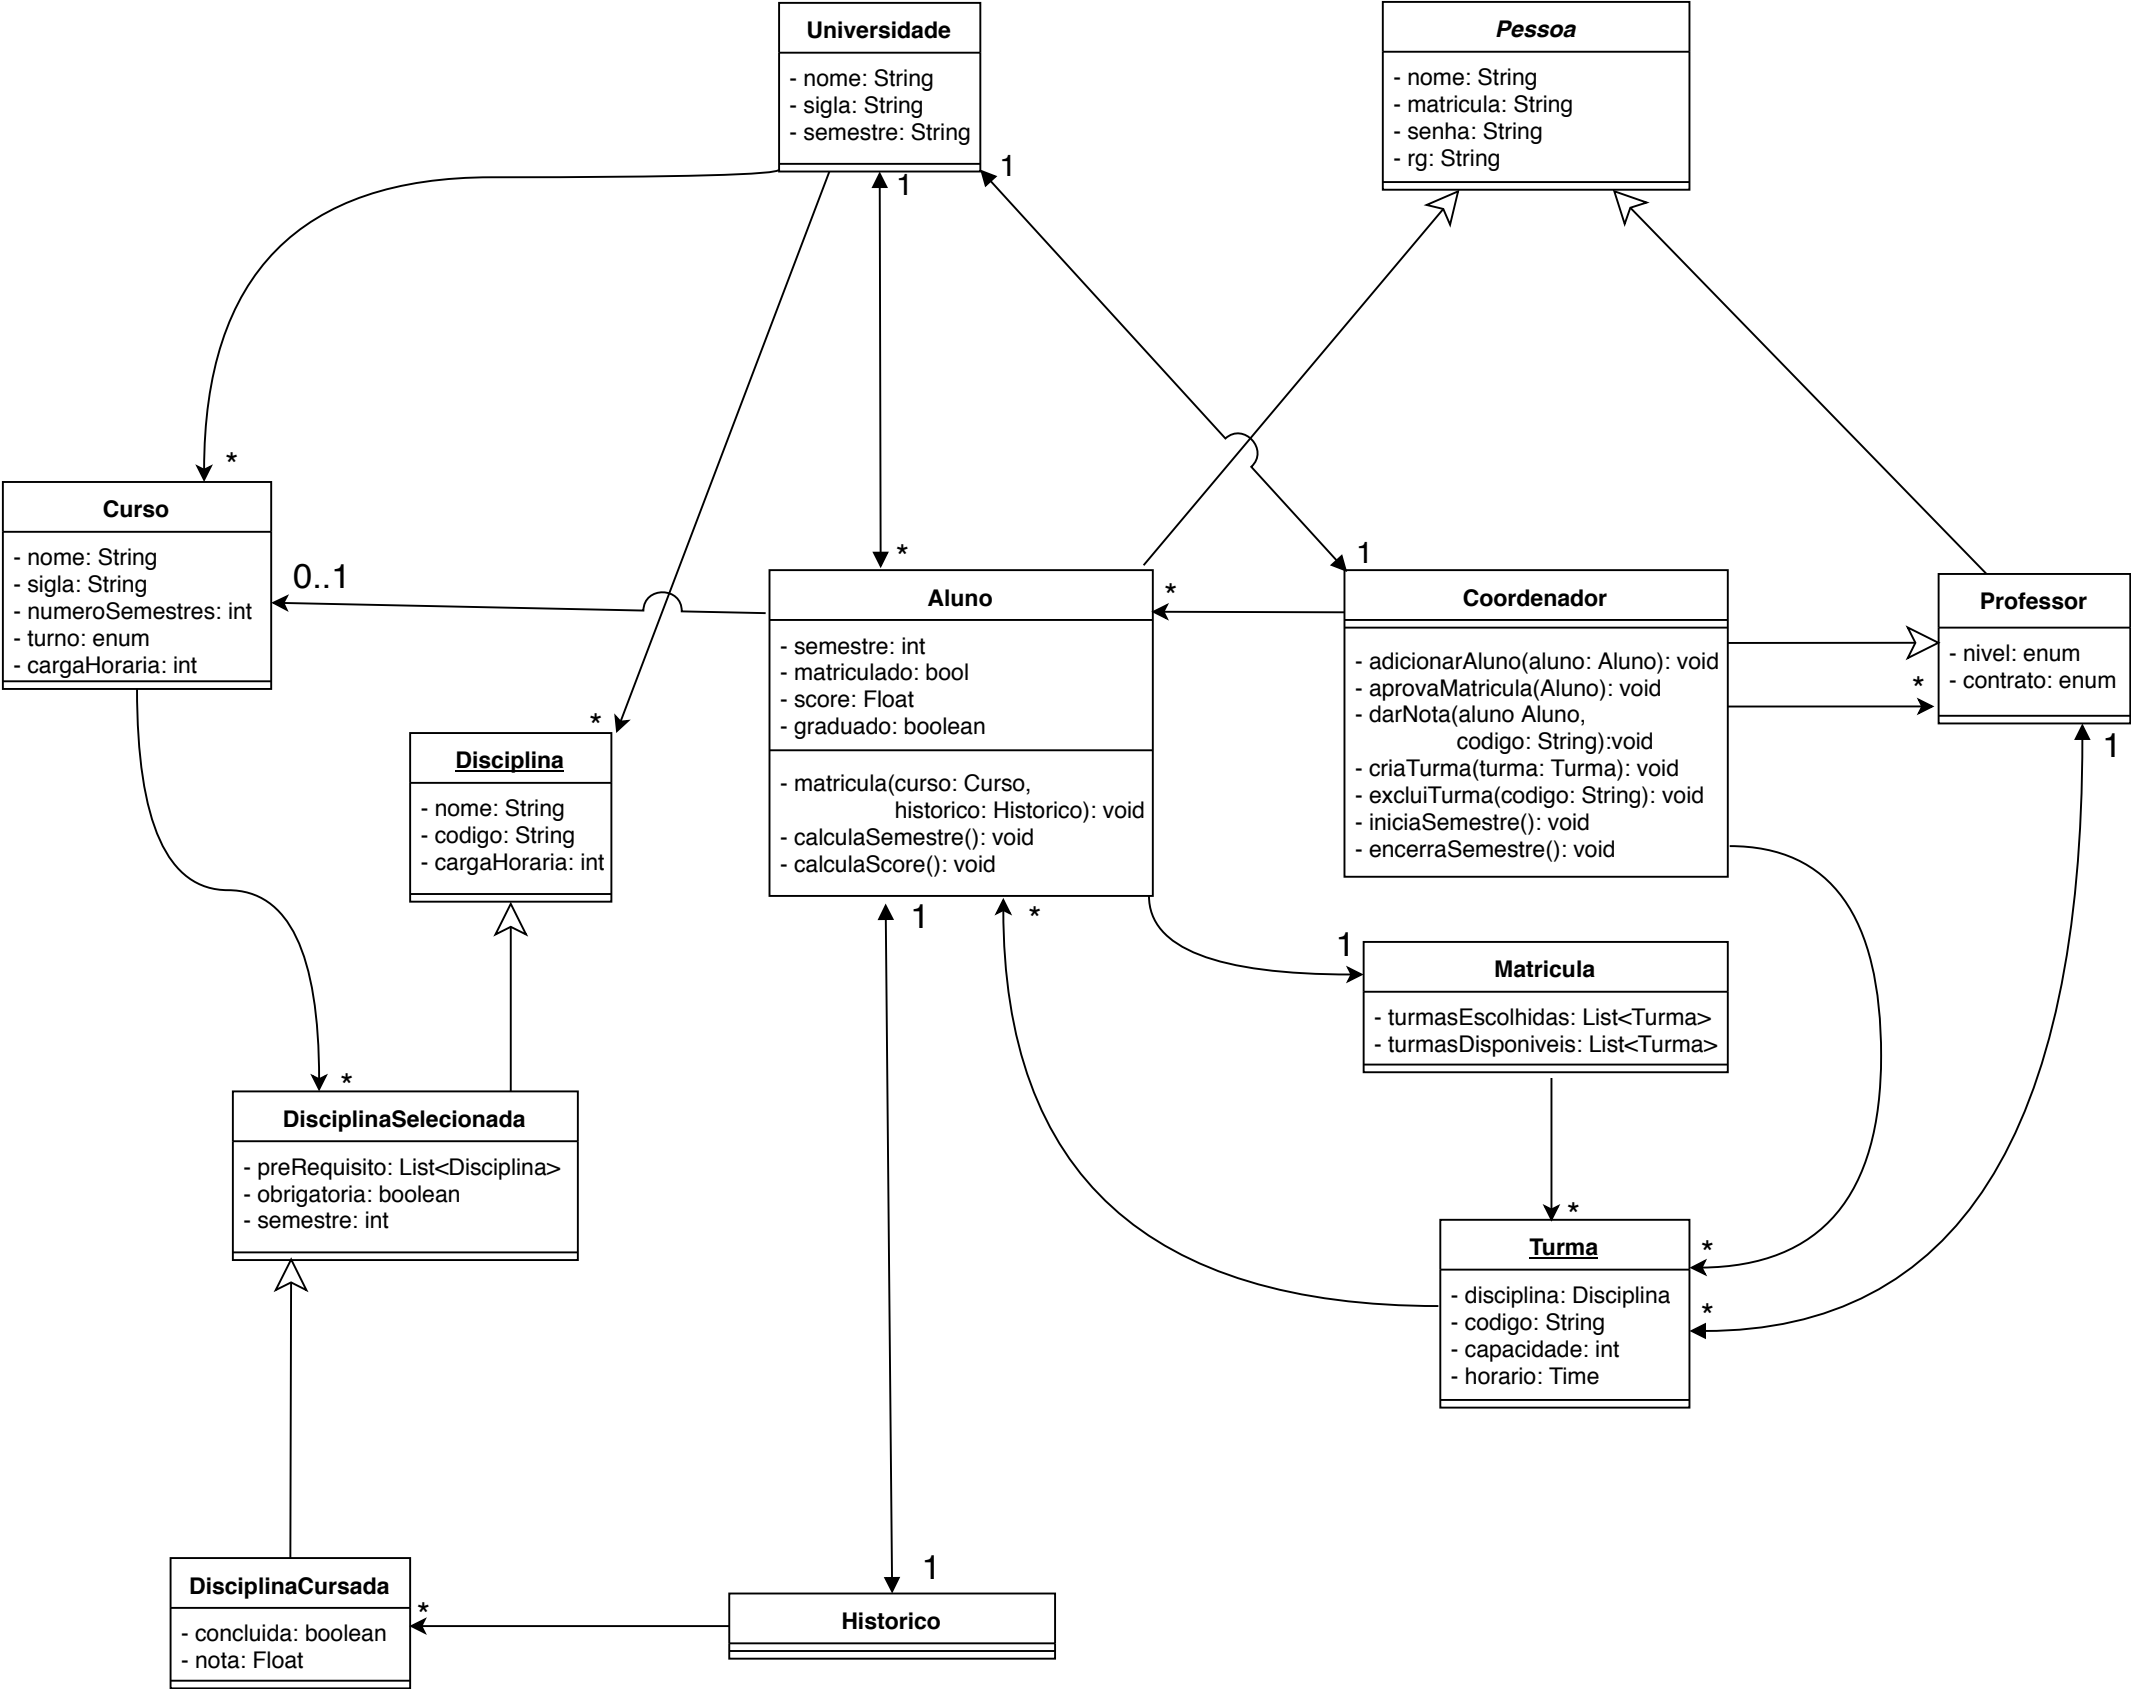 Universidade
- nome: String
- sigla: String
- semestre: String
Pessoa
- nome: String
- matricula: String
- senha: String
- rg: String
1
1
*
Curso
- nome: String
- sigla: String
- numeroSemestres: int
- turno: enum
- cargaHoraria: int
0..1
*
1
*
Aluno
- semestre: int
- matriculado: bool
- score: Float
- graduado: boolean
- matricula(curso: Curso,
historico: Historico): void
- calculaSemestre(): void
- calculaScore(): void
Coordenador
- adicionarAluno(aluno: Aluno): void
- aprovaMatricula(Aluno): void
- darNota(aluno Aluno,
codigo: String):void
- criaTurma(turma: Turma): void
- excluiTurma(codigo: String): void
- iniciaSemestre(): void
- encerraSemestre(): void
Professor
- nivel: enum
- contrato: enum
*
1
*
Disciplina
- nome: String
- codigo: String
- cargaHoraria: int
1
*
1
Matricula
- turmasEscolhidas: List<Turma>
- turmasDisponiveis: List<Turma>
*
DisciplinaSelecionada
- preRequisito: List<Disciplina>
- obrigatoria: boolean
- semestre: int
*
*
*
Turma
- disciplina: Disciplina
- codigo: String
- capacidade: int
- horario: Time
DisciplinaCursada
- concluida: boolean
- nota: Float
*
1
Historico